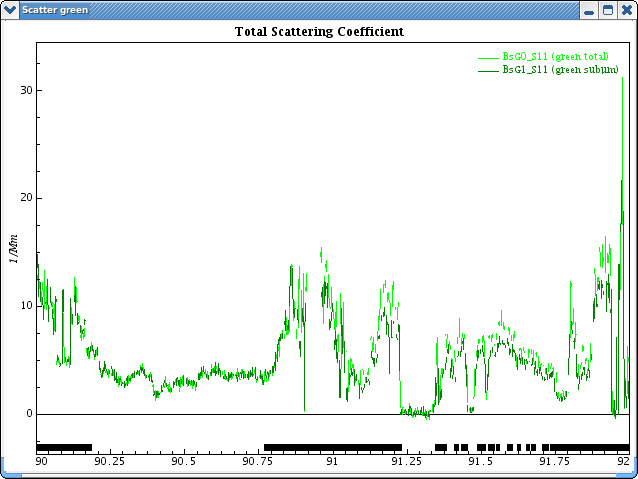 Scatter green
Total Scattering Coefficient
BsG0_S11 (green total)
BsG1_S11 (green subµm)
30
20
10
0
1/Mm
90 90.25 90.5 90.75 91 91.25 91.5 91.75 92